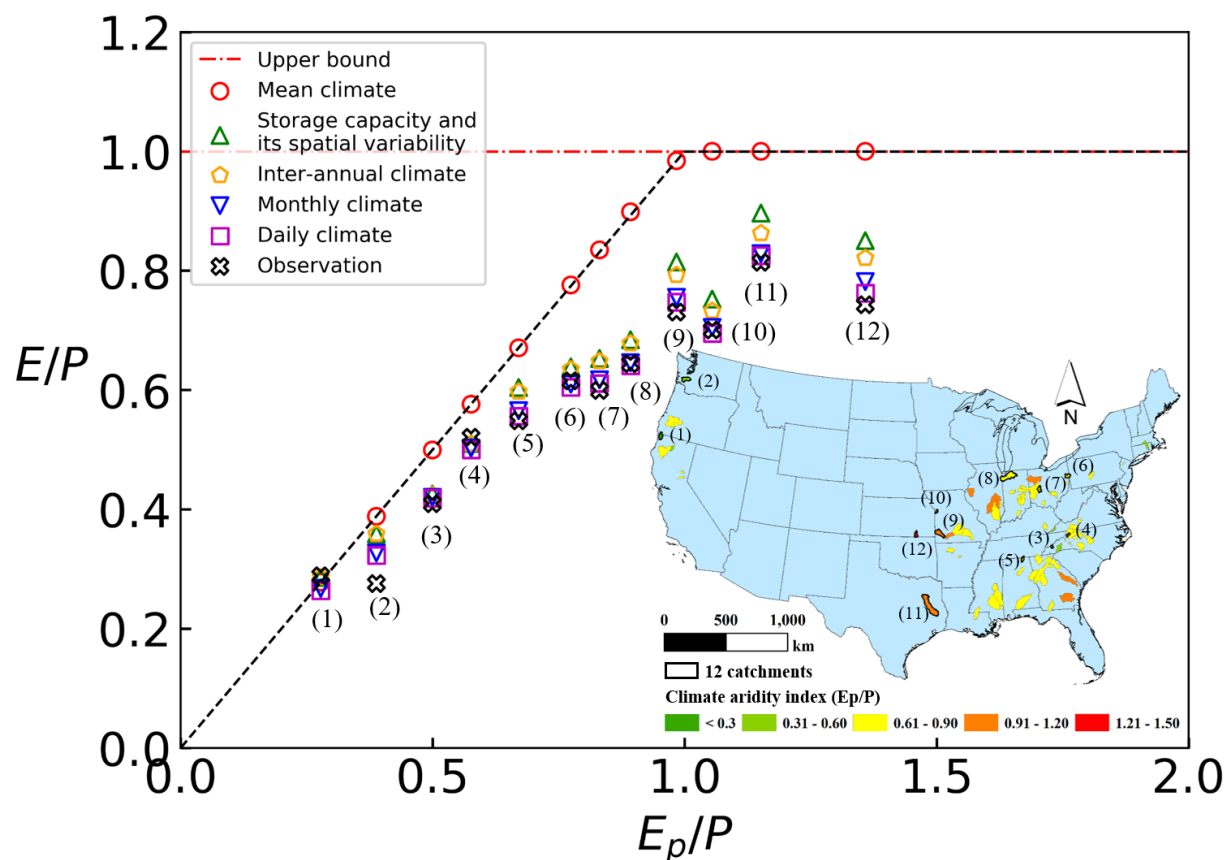 1.2
1.0
0.8
0.6
0.4
0.2
0.0
E/P
Upper bound
Mean climate
Storage capacity and
its spatial variability
Inter-annual climate
Monthly climate
Daily climate
Observation
(1)
(2)
(3)
(4)
(5)
(6)
(7)
(8)
(9)
(10)
(11)
(12)
N
(2)
(1)
(8)
(6)
(7)
(10)
(9)
(12)
(3)
(4)
(5)
(11)
0 500 1,000
km
12 catchments
Climate aridity index (Ep/P)
< 0.3 0.31 - 0.60 0.61 - 0.90 0.91 - 1.20 1.21 - 1.50
0.0 0.5 1.0 1.5 2.0
Ep/P